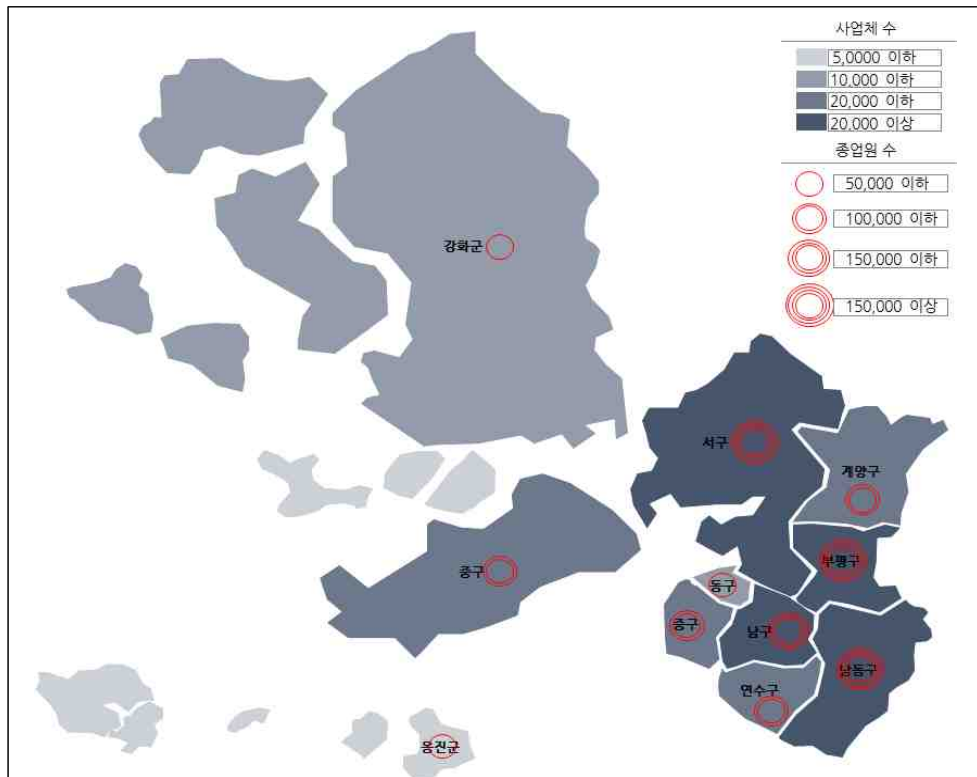 사업체 수
5,0000 이하
10,000 이하
20,000 이하
20,000 이상
종업원 수
50,000 이하
100,000 이하
150,000 이하
150,000 이상
강화군
서구
계양구
중구
부평구
동구
중구
남구
남동구
연수구
옹진군